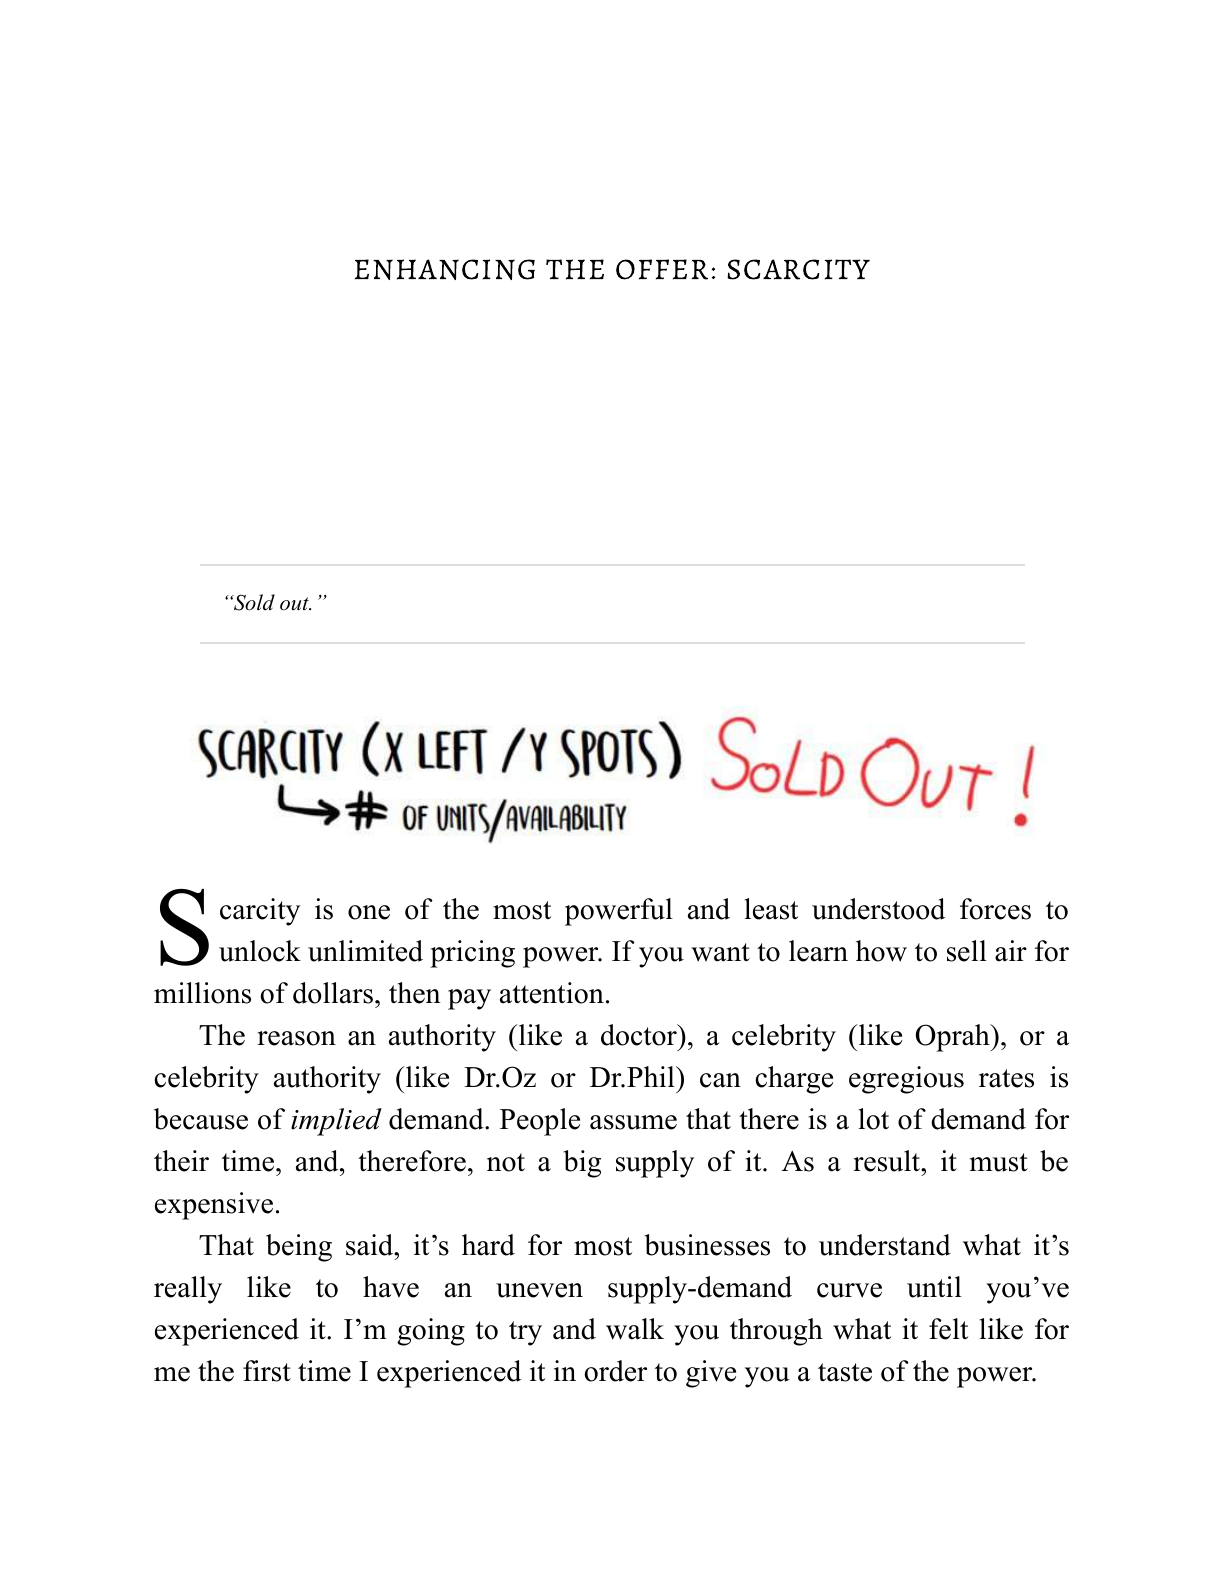 ENHANCING THE OFFER: SCARCITY
“Sold out.”
SCARCITY (X LEFT / Y SPOTS) SOLD OUT!
# OF UNITS/AVAILABILITY
Scarcity is one of the most powerful and least understood forces to
unlock unlimited pricing power. If you want to learn how to sell air for
millions of dollars, then pay attention.
The reason an authority (like a doctor), a celebrity (like Oprah), or a
celebrity authority (like Dr.Oz or Dr.Phil) can charge egregious rates is
because of implied demand. People assume that there is a lot of demand for
their time, and, therefore, not a big supply of it. As a result, it must be
expensive.
That being said, it’s hard for most businesses to understand what it’s
really like to have an uneven supply-demand curve until you’ve
experienced it. I’m going to try and walk you through what it felt like for
me the first time I experienced it in order to give you a taste of the power.